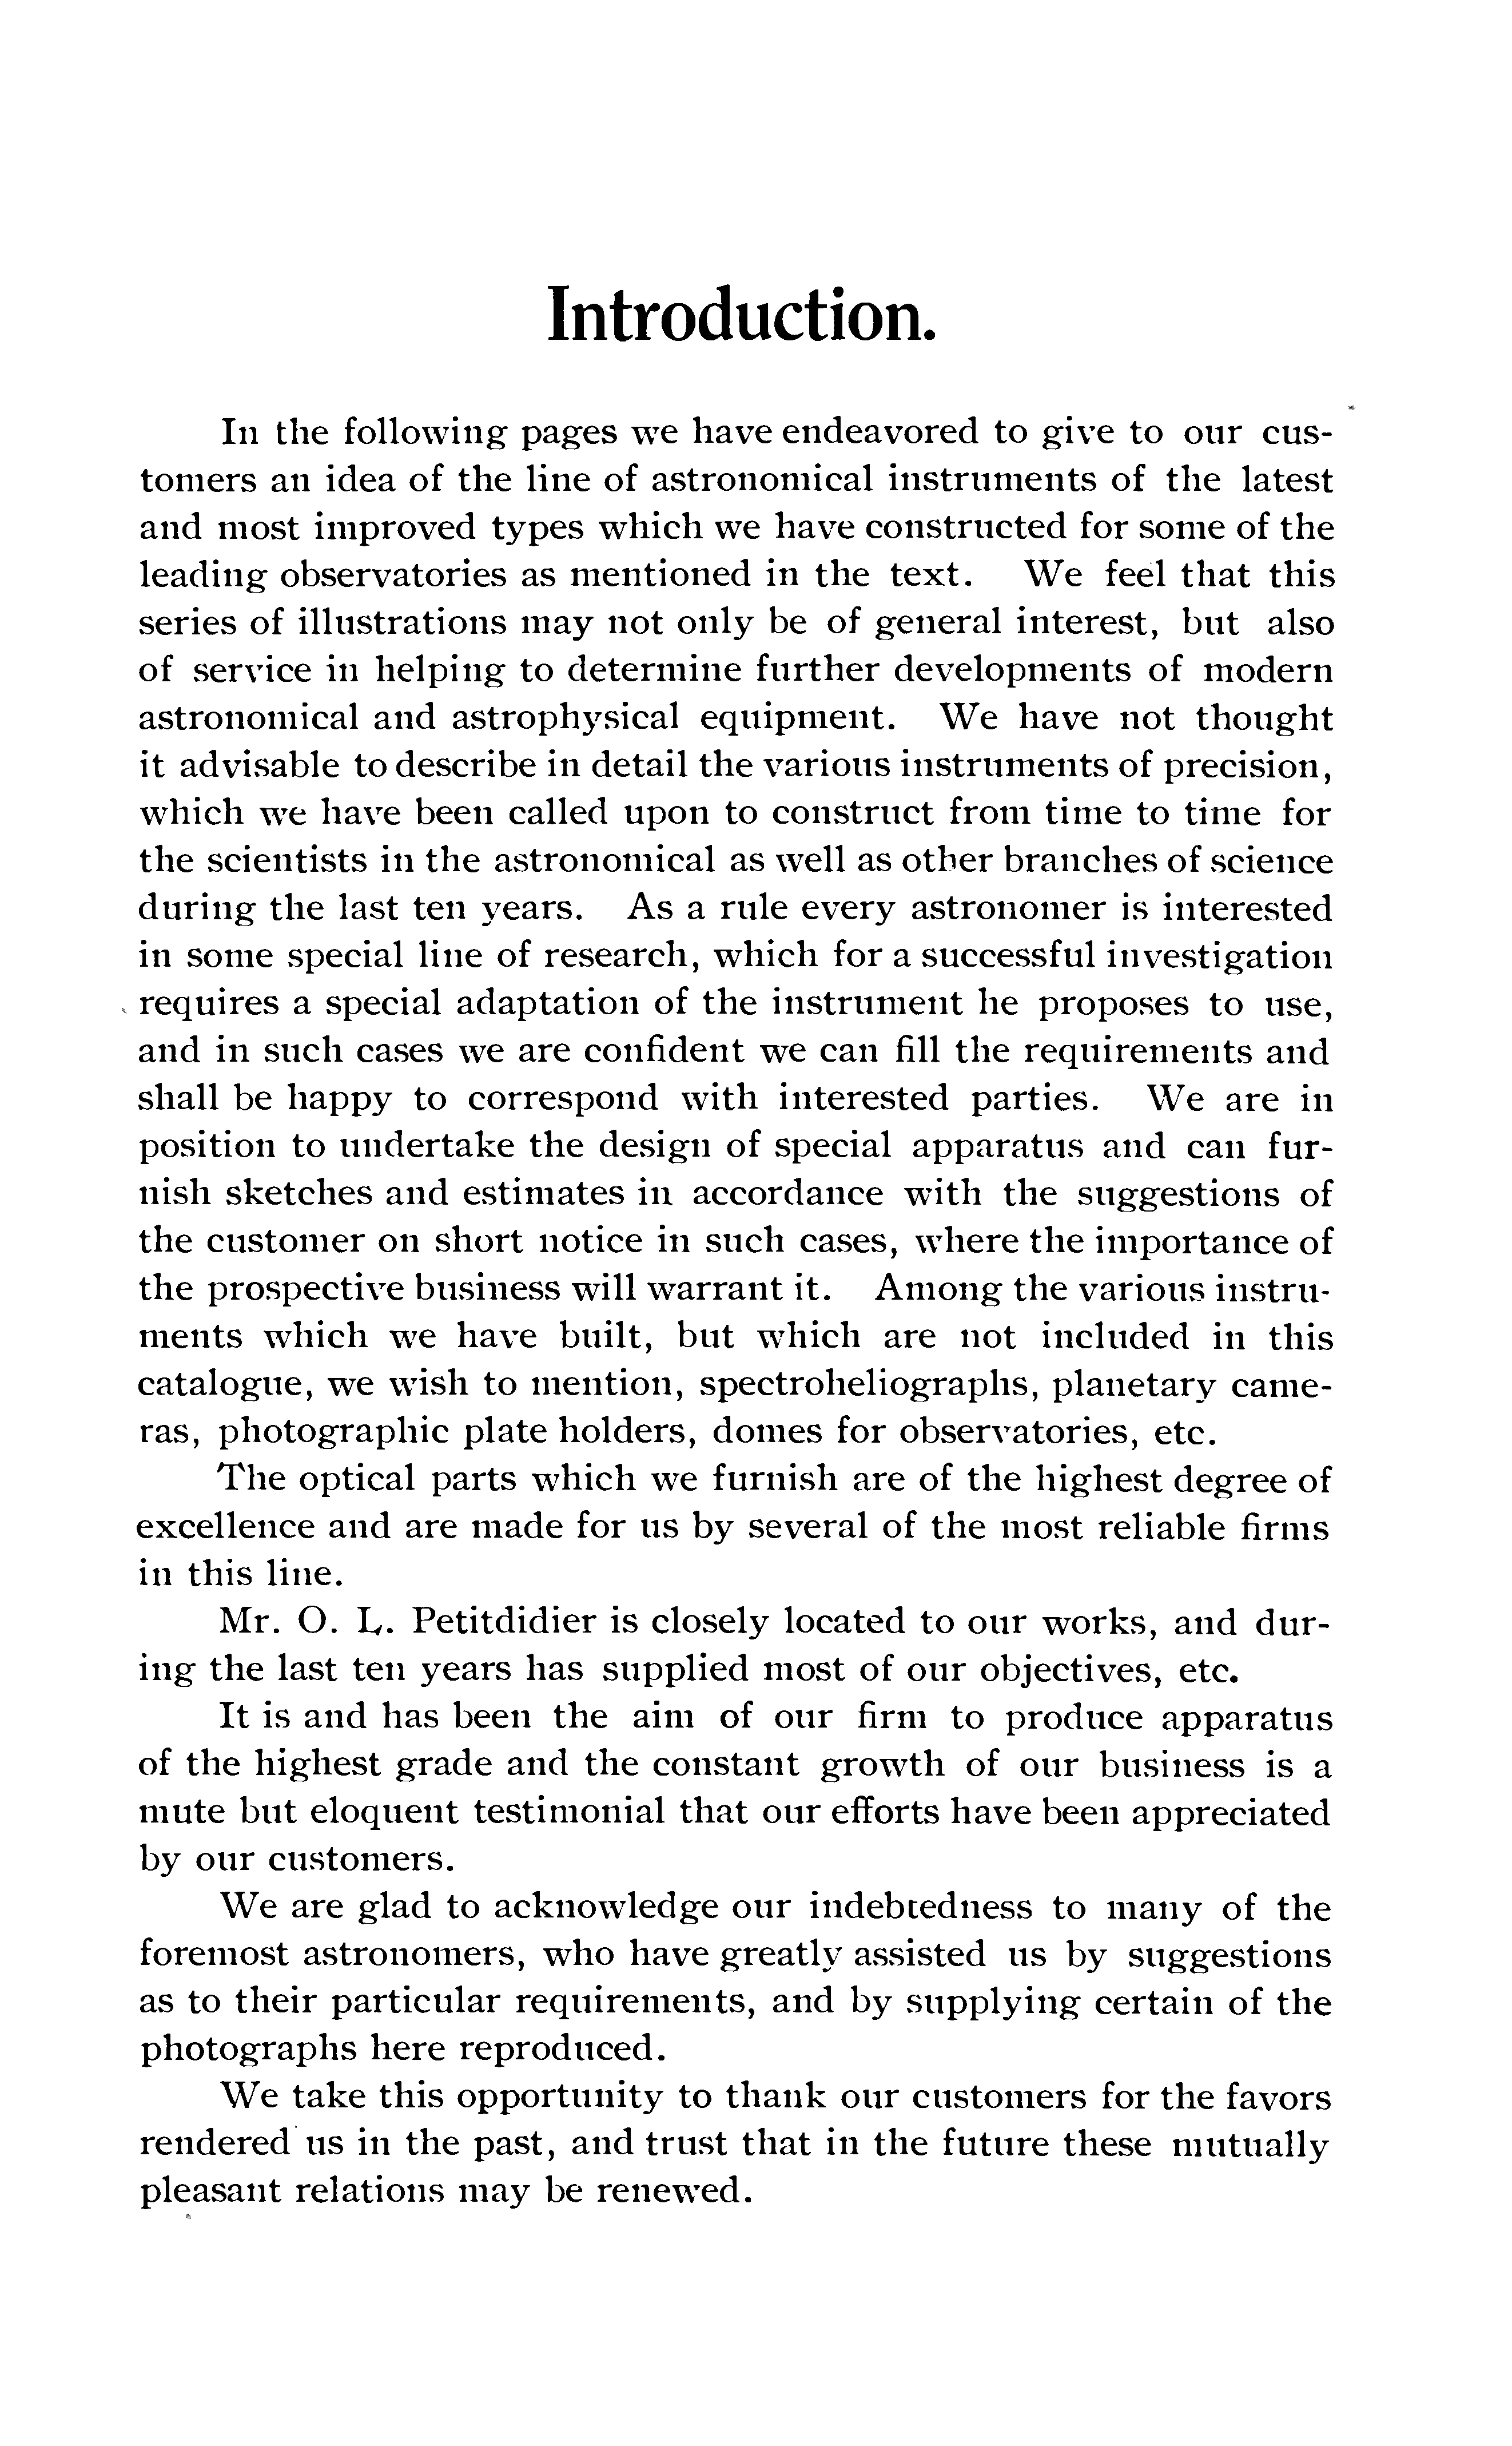 Introduction.
In the following pages we have endeavored to give to our cus-
tomers an idea of the line of astronomical instruments of the latest
and most improved types which we have constructed for some of the
leading observatories as mentioned in the text. We feel that this
series of illustrations may not only be of general interest, but also
of service in helping to determine further developments of modern
astronomical and astrophysical equipment. We have not thought
it advisable to describe in detail the various instruments of precision,
which we have been called upon to construct from time to time for
the scientists in the astronomical as well as other branches of science
during the last ten years. As a rule every astronomer is interested
in some special line of research, which for a successful investigation
requires a special adaptation of the instrument he proposes to use,
and in such cases we are confident we can fill the requirements and
shall be happy to correspond with interested parties. We are in
position to undertake the design of special apparatus and can fur-
nish sketches and estimates in accordance with the suggestions of
the customer on short notice in such cases, where the importance of
the prospective business will warrant it. Among the various instru-
ments which we have built, but which are not included in this
catalogue, we wish to mention, spectroheliographs, planetary came-
ras, photographic plate holders, domes for observatories, etc.
The optical parts which we furnish are of the highest degree of
excellence and are made for us by several of the most reliable firms
in this line.
Mr. O. L. Petitdidier is closely located to our works, and dur-
ing the last ten years has supplied most of our objectives, etc.
It is and has been the aim of our firm to produce apparatus
of the highest grade and the constant growth of our business is a
mute but eloquent testimonial that our efforts have been appreciated
by our customers.
We are glad to acknowledge our indebtedness to many of the
foremost astronomers, who have greatly assisted us by suggestions
as to their particular requirements, and by supplying certain of the
photographs here reproduced.
We take this opportunity to thank our customers for the favors
rendered us in the past, and trust that in the future these mutually
pleasant relations may be renewed.